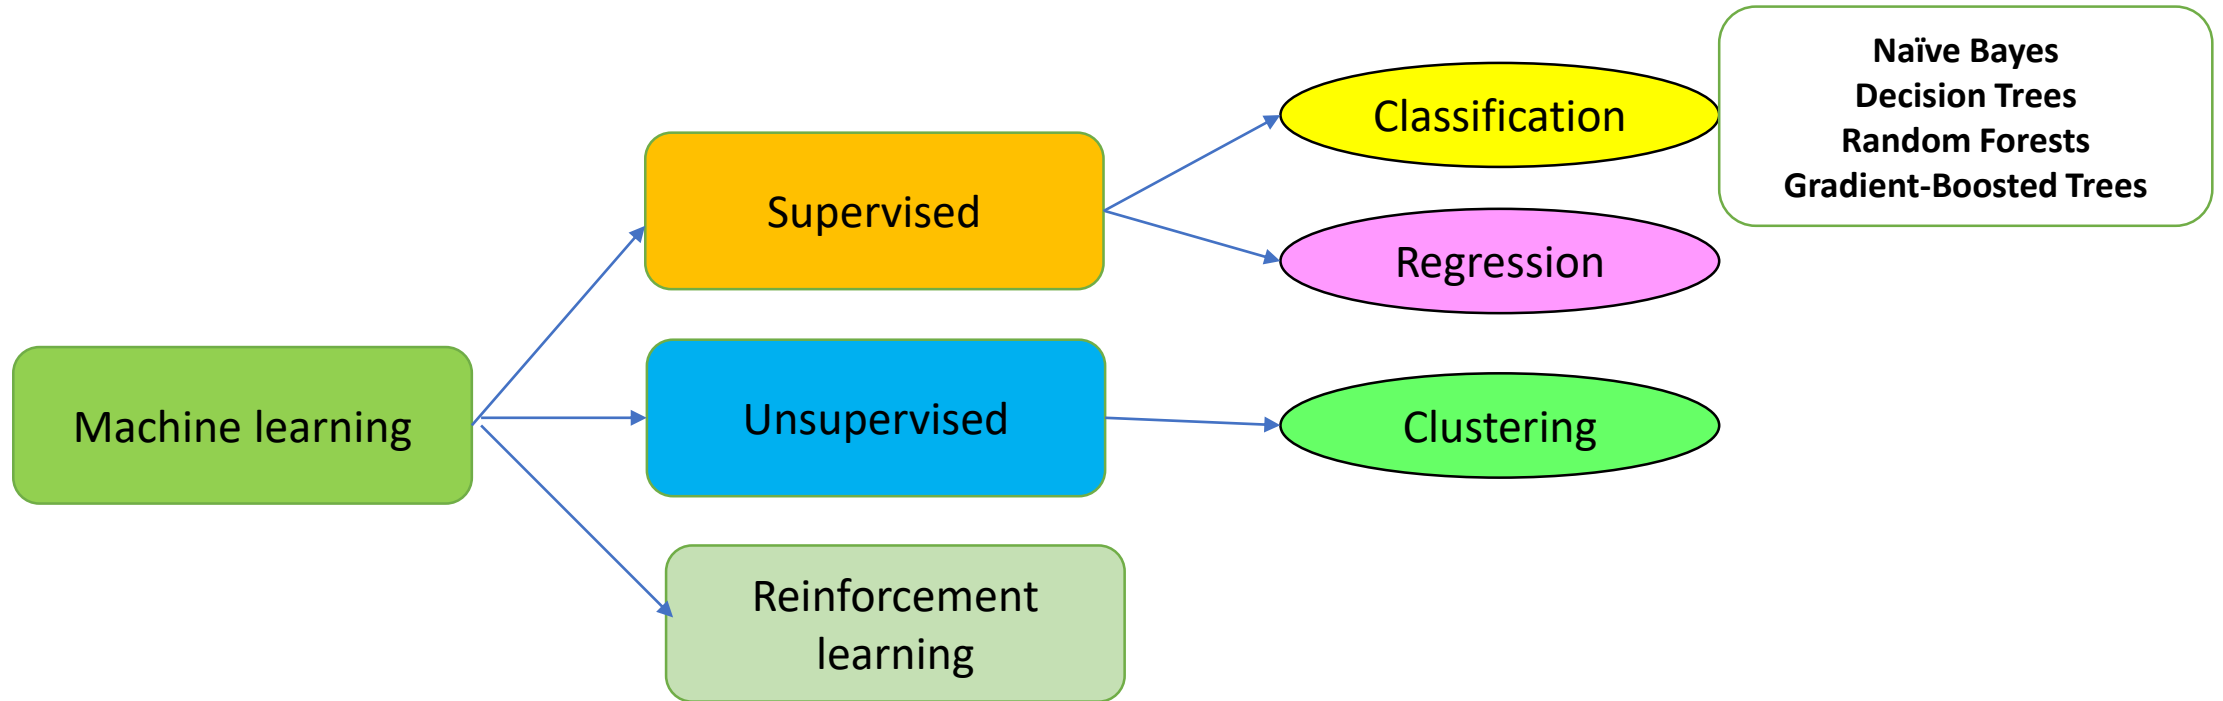 Machine learning
Supervised
Unsupervised
Reinforcement
learning
Classification
Regression
Clustering
Naïve Bayes
Decision Trees
Random Forests
Gradient-Boosted Trees